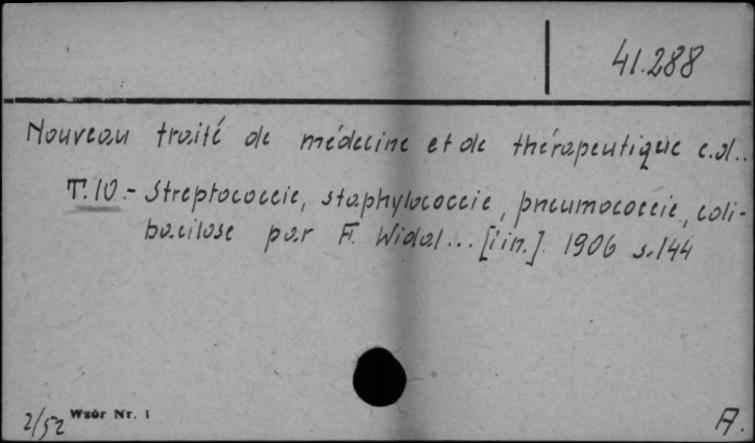 41.288
Nouveau traité de médecine et de thérapeutique c.d..
T.10.- Streptococcie, staphylococcie, pneumococcie, coli-
bacilose par F. Widal... [i in.] 1906 s.144
2/52 Wzór Nr. 1
A.